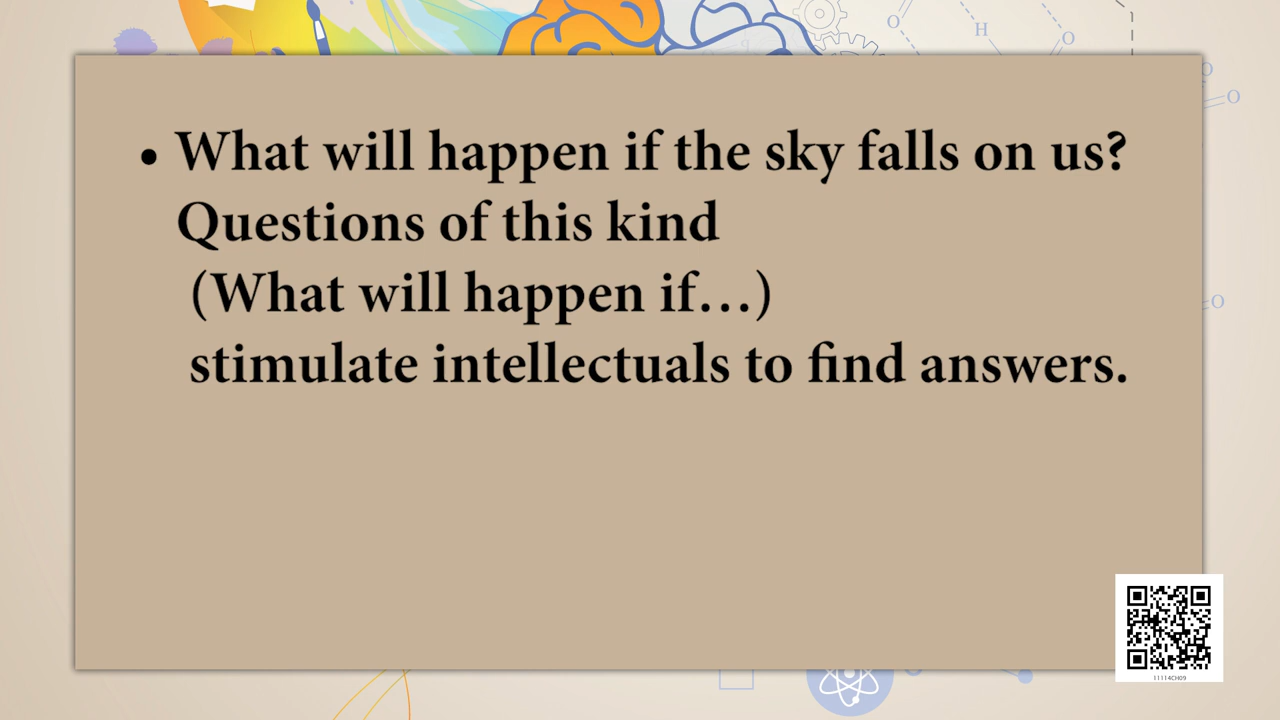 • What will happen if the sky falls on us?
Questions of this kind
(What will happen if…)
stimulate intellectuals to find answers.
O
H
O
O
O
O
11114CH09